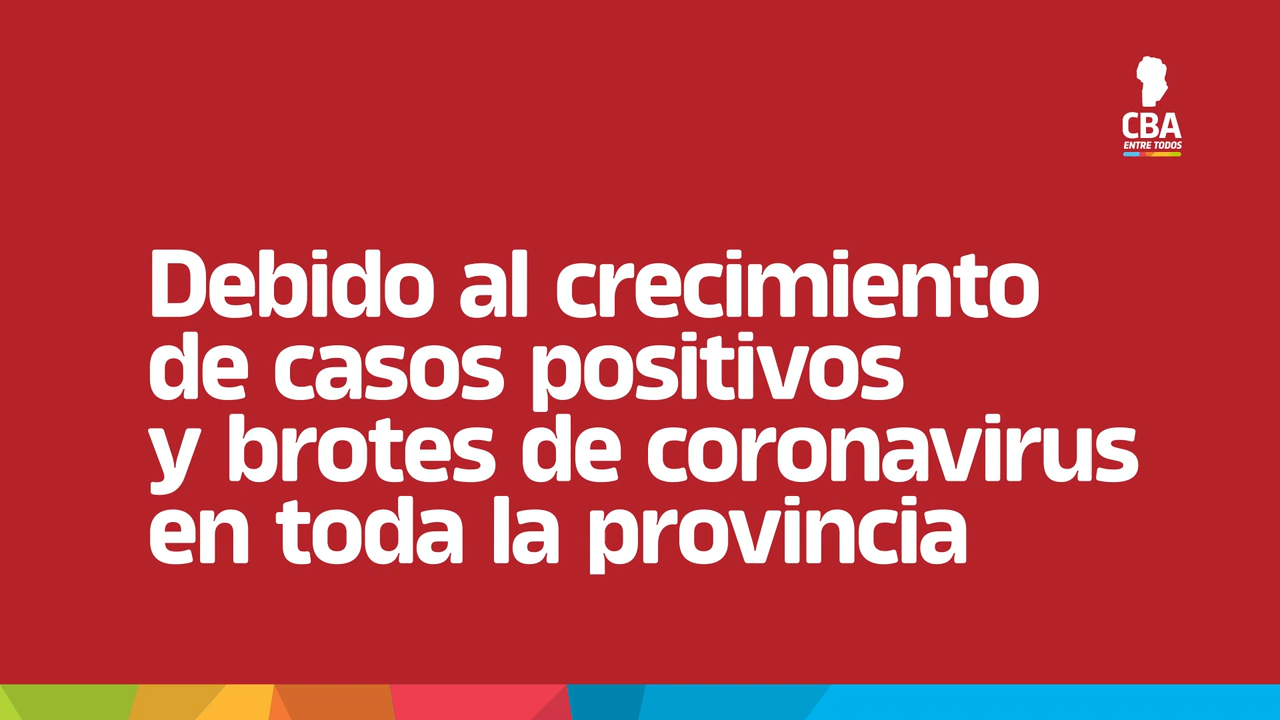 CBA
ENTRE TODOS
Debido al crecimiento
de casos positivos
y brotes de coronavirus
en toda la provincia